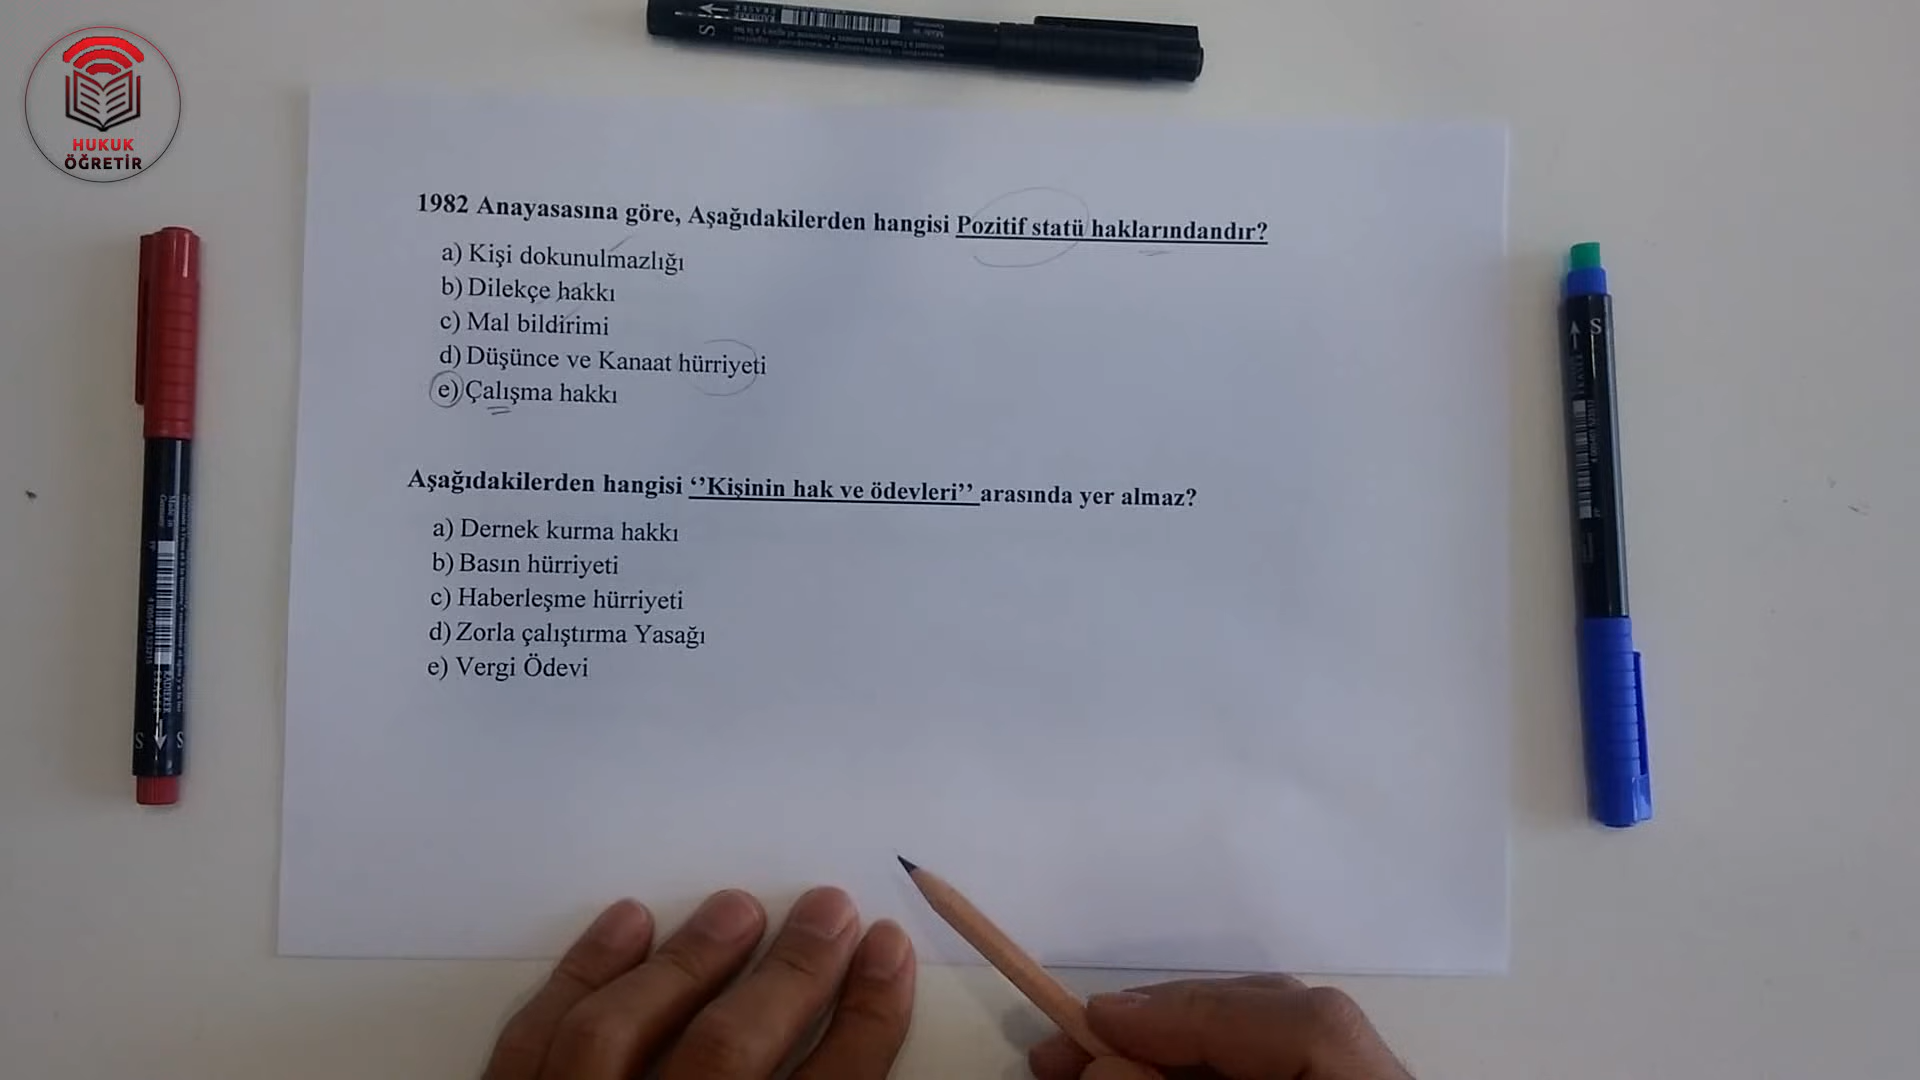 HUKUK
ÖĞRETİR
1982 Anayasasına göre, Aşağıdakilerden hangisi Pozitif statü haklarındandır?
a) Kişi dokunulmazlığı
b) Dilekçe hakkı
c) Mal bildirimi
d) Düşünce ve Kanaat hürriyeti
e) Çalışma hakkı
Aşağıdakilerden hangisi ‘’Kişinin hak ve ödevleri’’ arasında yer almaz?
a) Dernek kurma hakkı
b) Basın hürriyeti
c) Haberleşme hürriyeti
d) Zorla çalıştırma Yasağı
e) Vergi Ödevi